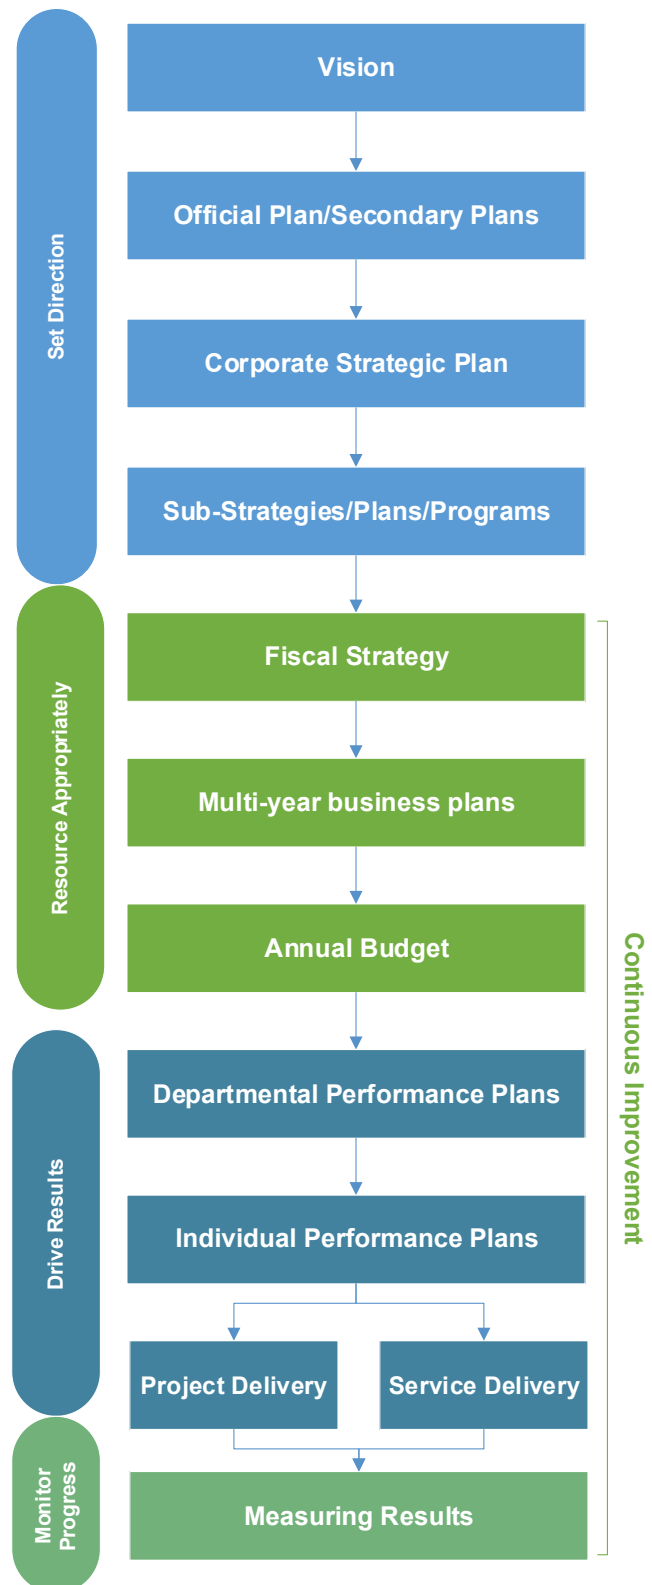 Set Direction
Vision
Official Plan/Secondary Plans
Corporate Strategic Plan
Sub-Strategies/Plans/Programs
Resource Appropriately
Fiscal Strategy
Multi-year business plans
Annual Budget
Continuous Improvement
Drive Results
Departmental Performance Plans
Individual Performance Plans
Project Delivery
Service Delivery
Monitor
Progress
Measuring Results